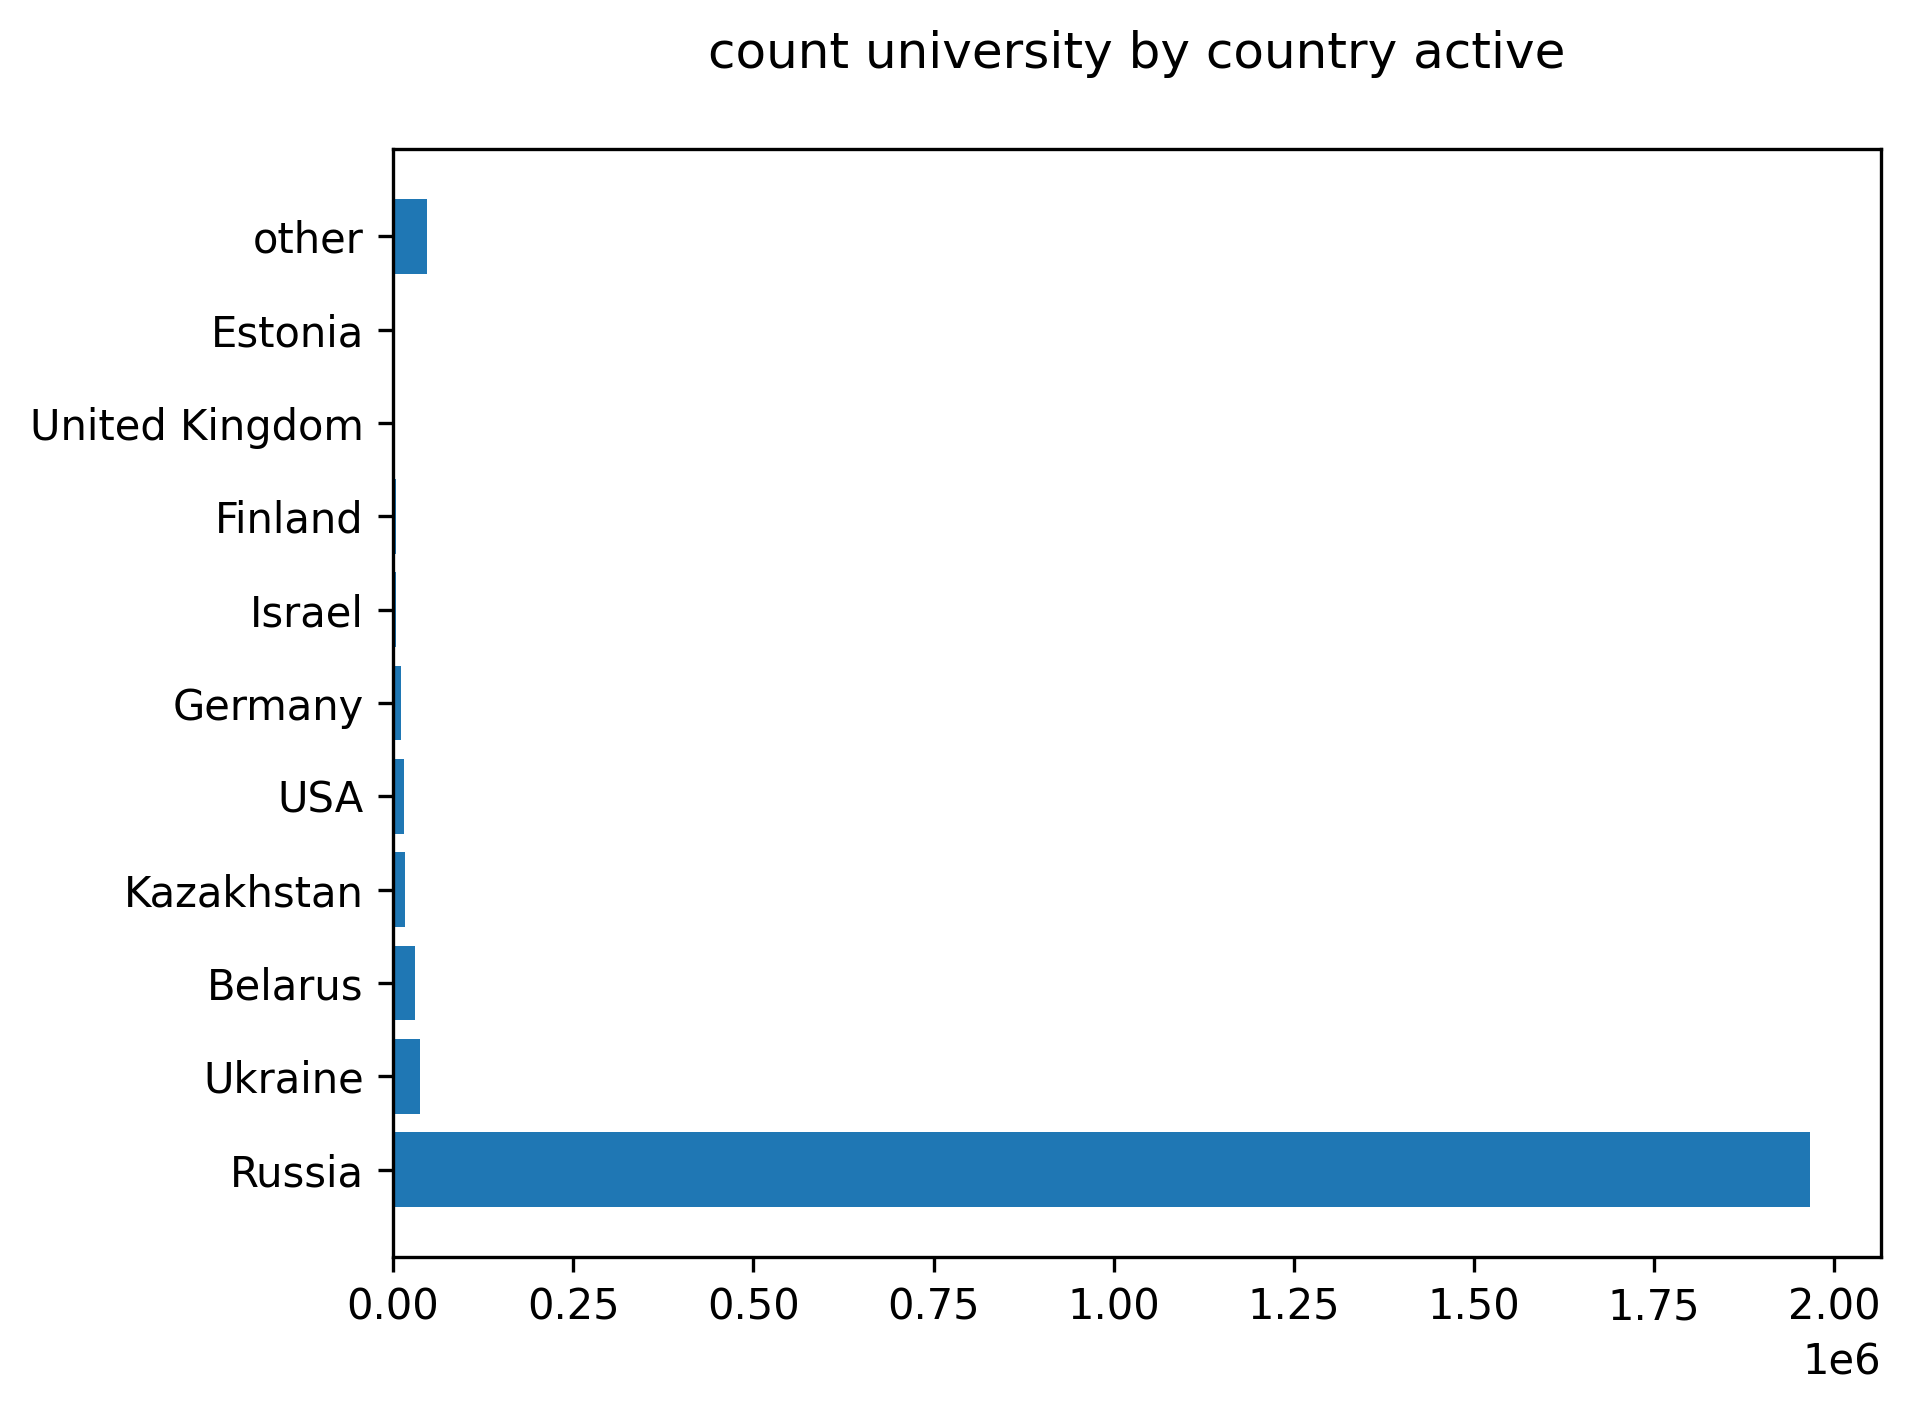 count university by country active
other
Estonia
United Kingdom
Finland
Israel
Germany
USA
Kazakhstan
Belarus
Ukraine
Russia
0.00 0.25 0.50 0.75 1.00 1.25 1.50 1.75 2.00
1e6